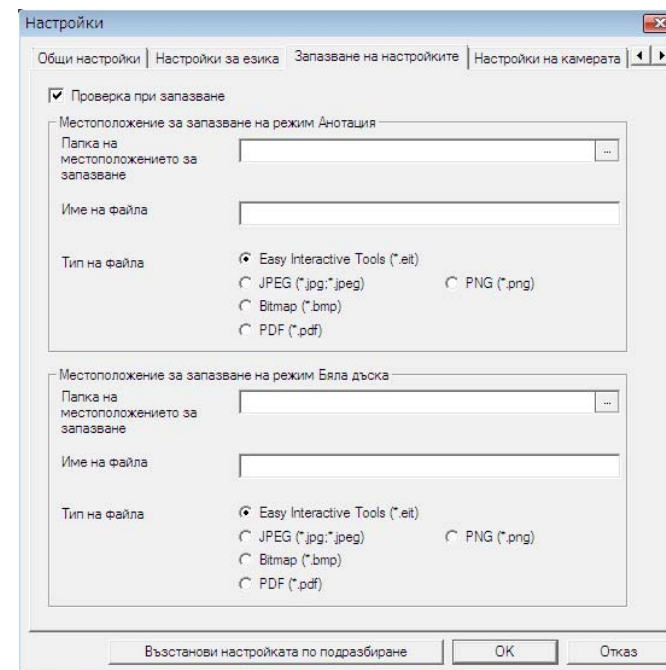 Настройки
Общи настройки
Настройки за езика
Запазване на настройките
Настройки на камерата
Проверка при запазване
Местоположение за запазване на режим Анотация
Папка на
местоположението за
запазване
...
Име на файла
Тип на файла
Easy Interactive Tools (*.eit)
JPEG (*.jpg;*.jpeg)
PNG (*.png)
Bitmap (*.bmp)
PDF (*.pdf)
Местоположение за запазване на режим Бяла дъска
Папка на
местоположението за
запазване
...
Име на файла
Тип на файла
Easy Interactive Tools (*.eit)
JPEG (*.jpg;*.jpeg)
PNG (*.png)
Bitmap (*.bmp)
PDF (*.pdf)
Възстанови настройката по подразбиране
OK
Отказ